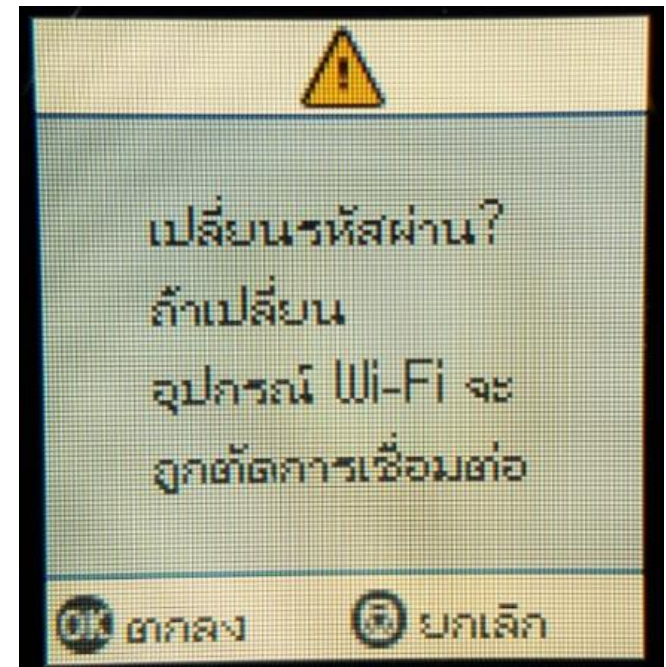 เปลี่ยนรหัสผ่าน?
ถ้าเปลี่ยน
อุปกรณ์ Wi-Fi จะ
ถูกตัดการเชื่อมต่อ
OK ตกลง ยกเลิก